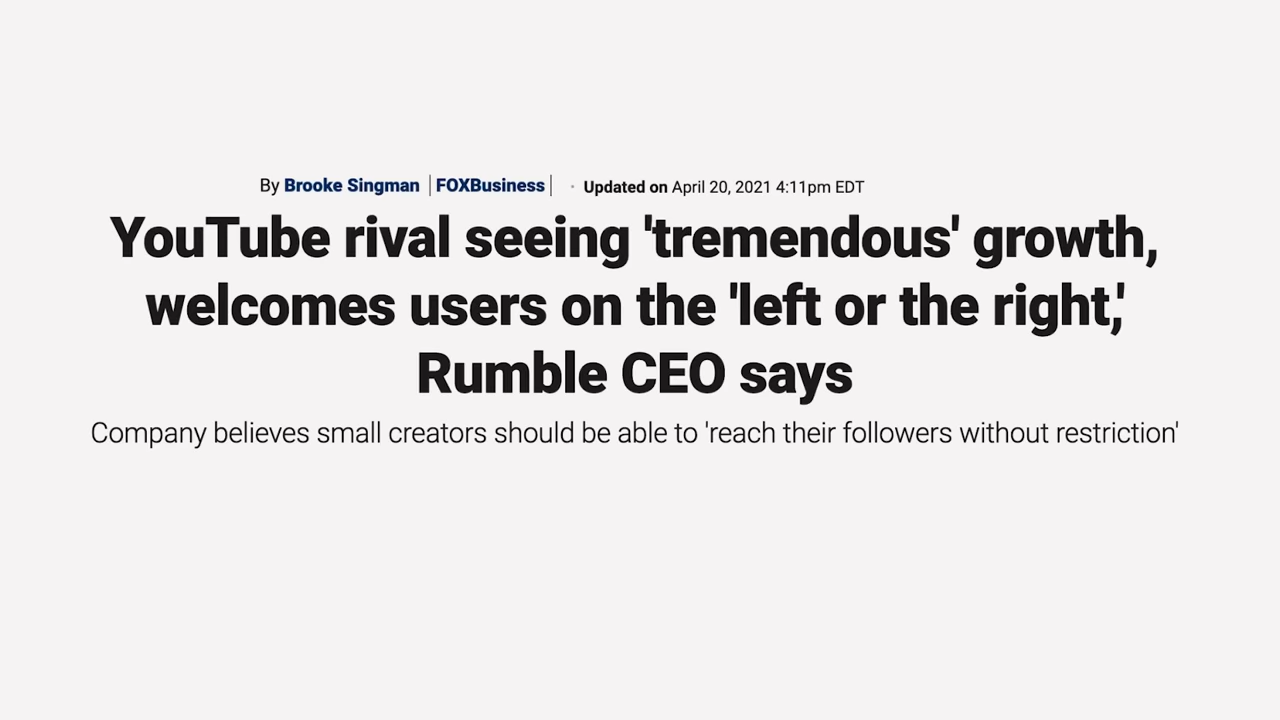 By Brooke Singman | FOXBusiness | · Updated on April 20, 2021 4:11pm EDT
YouTube rival seeing 'tremendous' growth,
welcomes users on the 'left or the right,'
Rumble CEO says
Company believes small creators should be able to 'reach their followers without restriction'